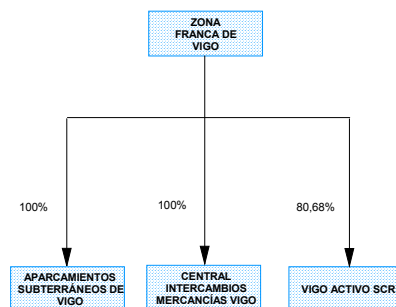 ZONA
FRANCA DE
VIGO
100%
100%
80,68%
APARCAMIENTOS
SUBTERRÁNEOS DE
VIGO
CENTRAL
INTERCAMBIOS
MERCANCÍAS VIGO
VIGO ACTIVO SCR